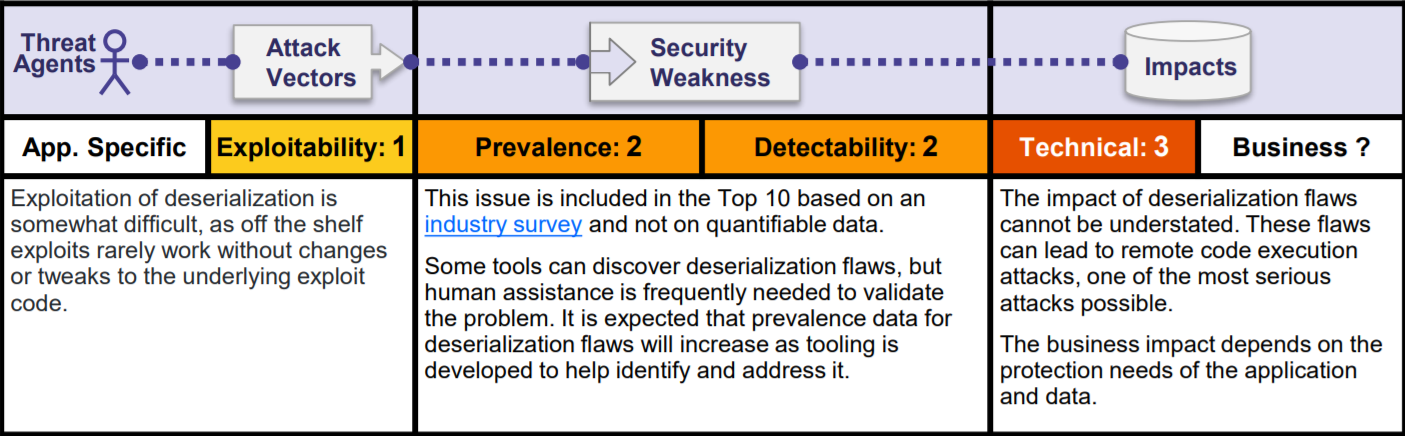 Threat
Agents
Attack
Vectors
Security
Weakness
Impacts
App. Specific
Exploitability: 1
Prevalence: 2
Detectability: 2
Technical: 3
Business ?
Exploitation of deserialization is
somewhat difficult, as off the shelf
exploits rarely work without changes
or tweaks to the underlying exploit
code.
This issue is included in the Top 10 based on an
industry survey and not on quantifiable data.
Some tools can discover deserialization flaws, but
human assistance is frequently needed to validate
the problem. It is expected that prevalence data for
deserialization flaws will increase as tooling is
developed to help identify and address it.
The impact of deserialization flaws
cannot be understated. These flaws
can lead to remote code execution
attacks, one of the most serious
attacks possible.
The business impact depends on the
protection needs of the application
and data.